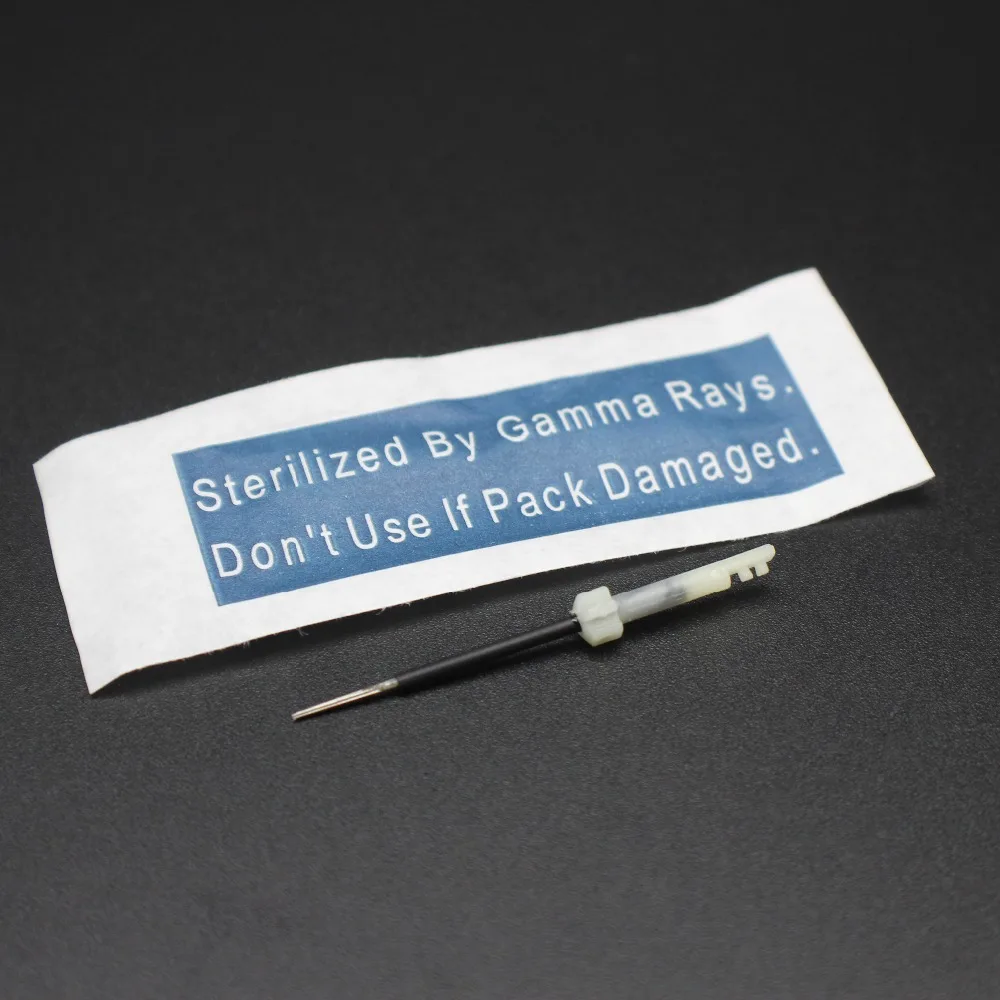 Sterilized By Gamma Rays.
Don't Use If Pack Damaged.